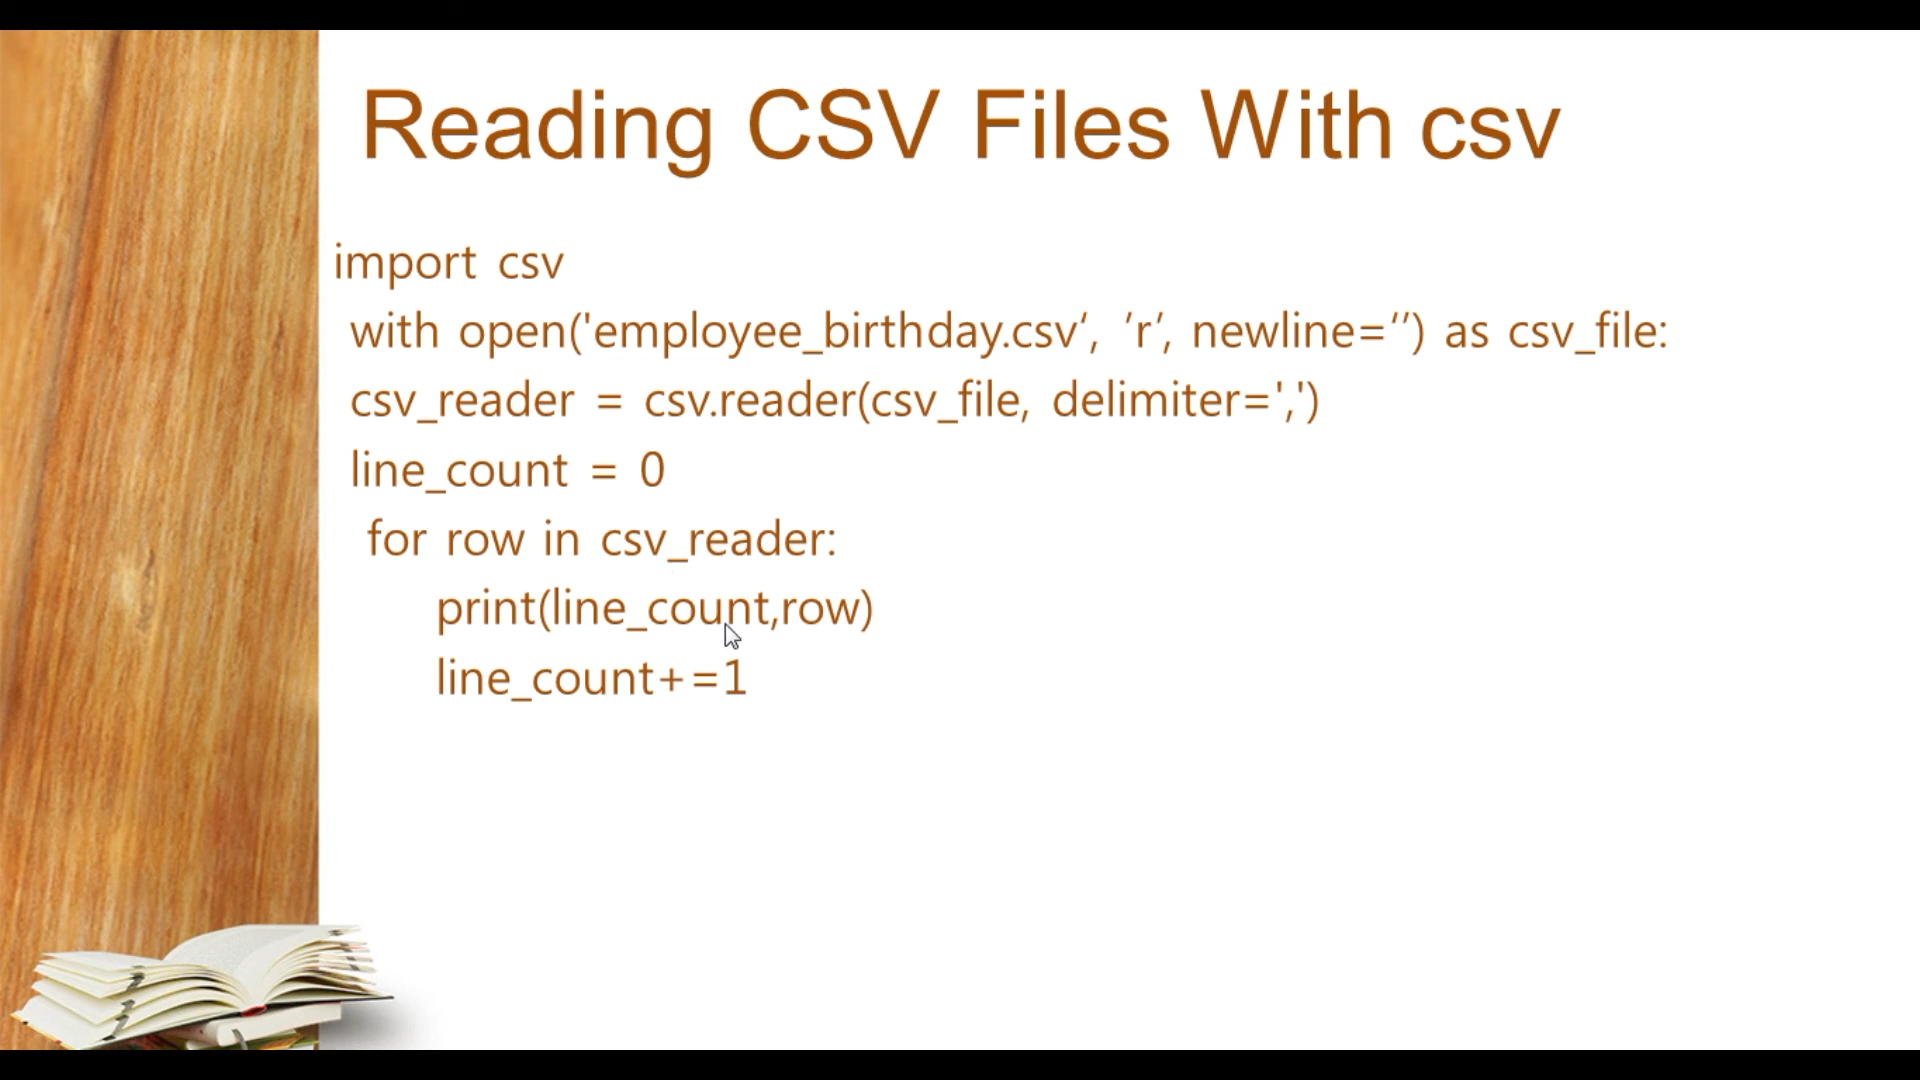 Reading CSV Files With csv
import csv
with open('employee_birthday.csv‘, ’r’, newline=‘’) as csv_file:
csv_reader = csv.reader(csv_file, delimiter=',')
line_count = 0
for row in csv_reader:
print(line_count,row)
line_count+=1